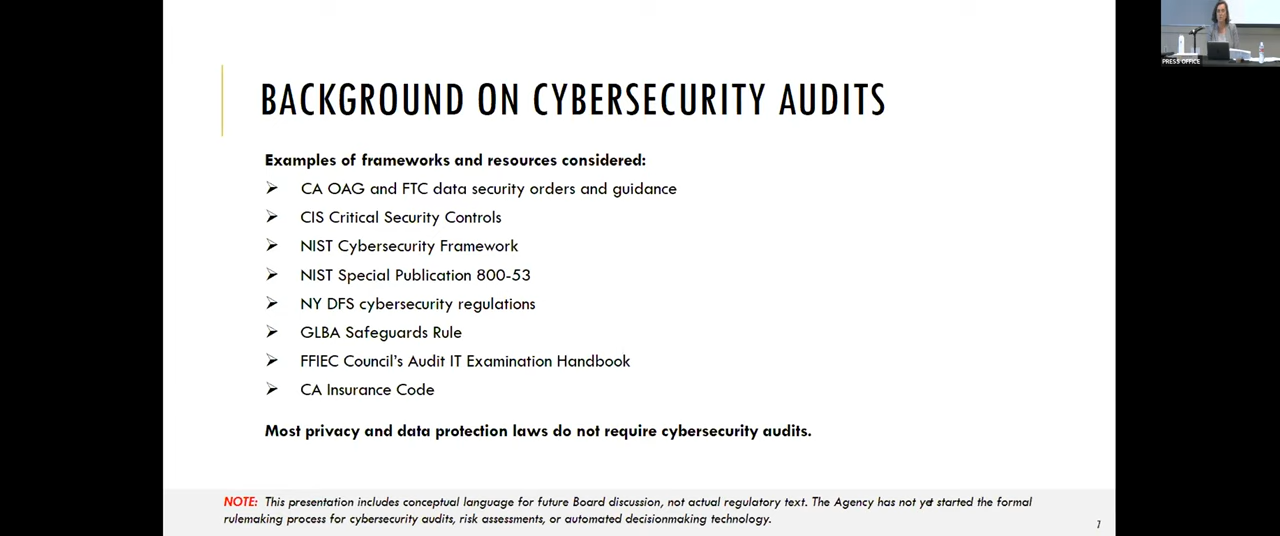 BACKGROUND ON CYBERSECURITY AUDITS
PRESS OFFICE
Examples of frameworks and resources considered:
CA OAG and FTC data security orders and guidance
CIS Critical Security Controls
NIST Cybersecurity Framework
NIST Special Publication 800-53
NY DFS cybersecurity regulations
GLBA Safeguards Rule
FFIEC Council's Audit IT Examination Handbook
CA Insurance Code
Most privacy and data protection laws do not require cybersecurity audits.
NOTE: This presentation includes conceptual language for future Board discussion, not actual regulatory text. The Agency has not yet started the formal
rulemaking process for cybersecurity audits, risk assessments, or automated decisionmaking technology.
7